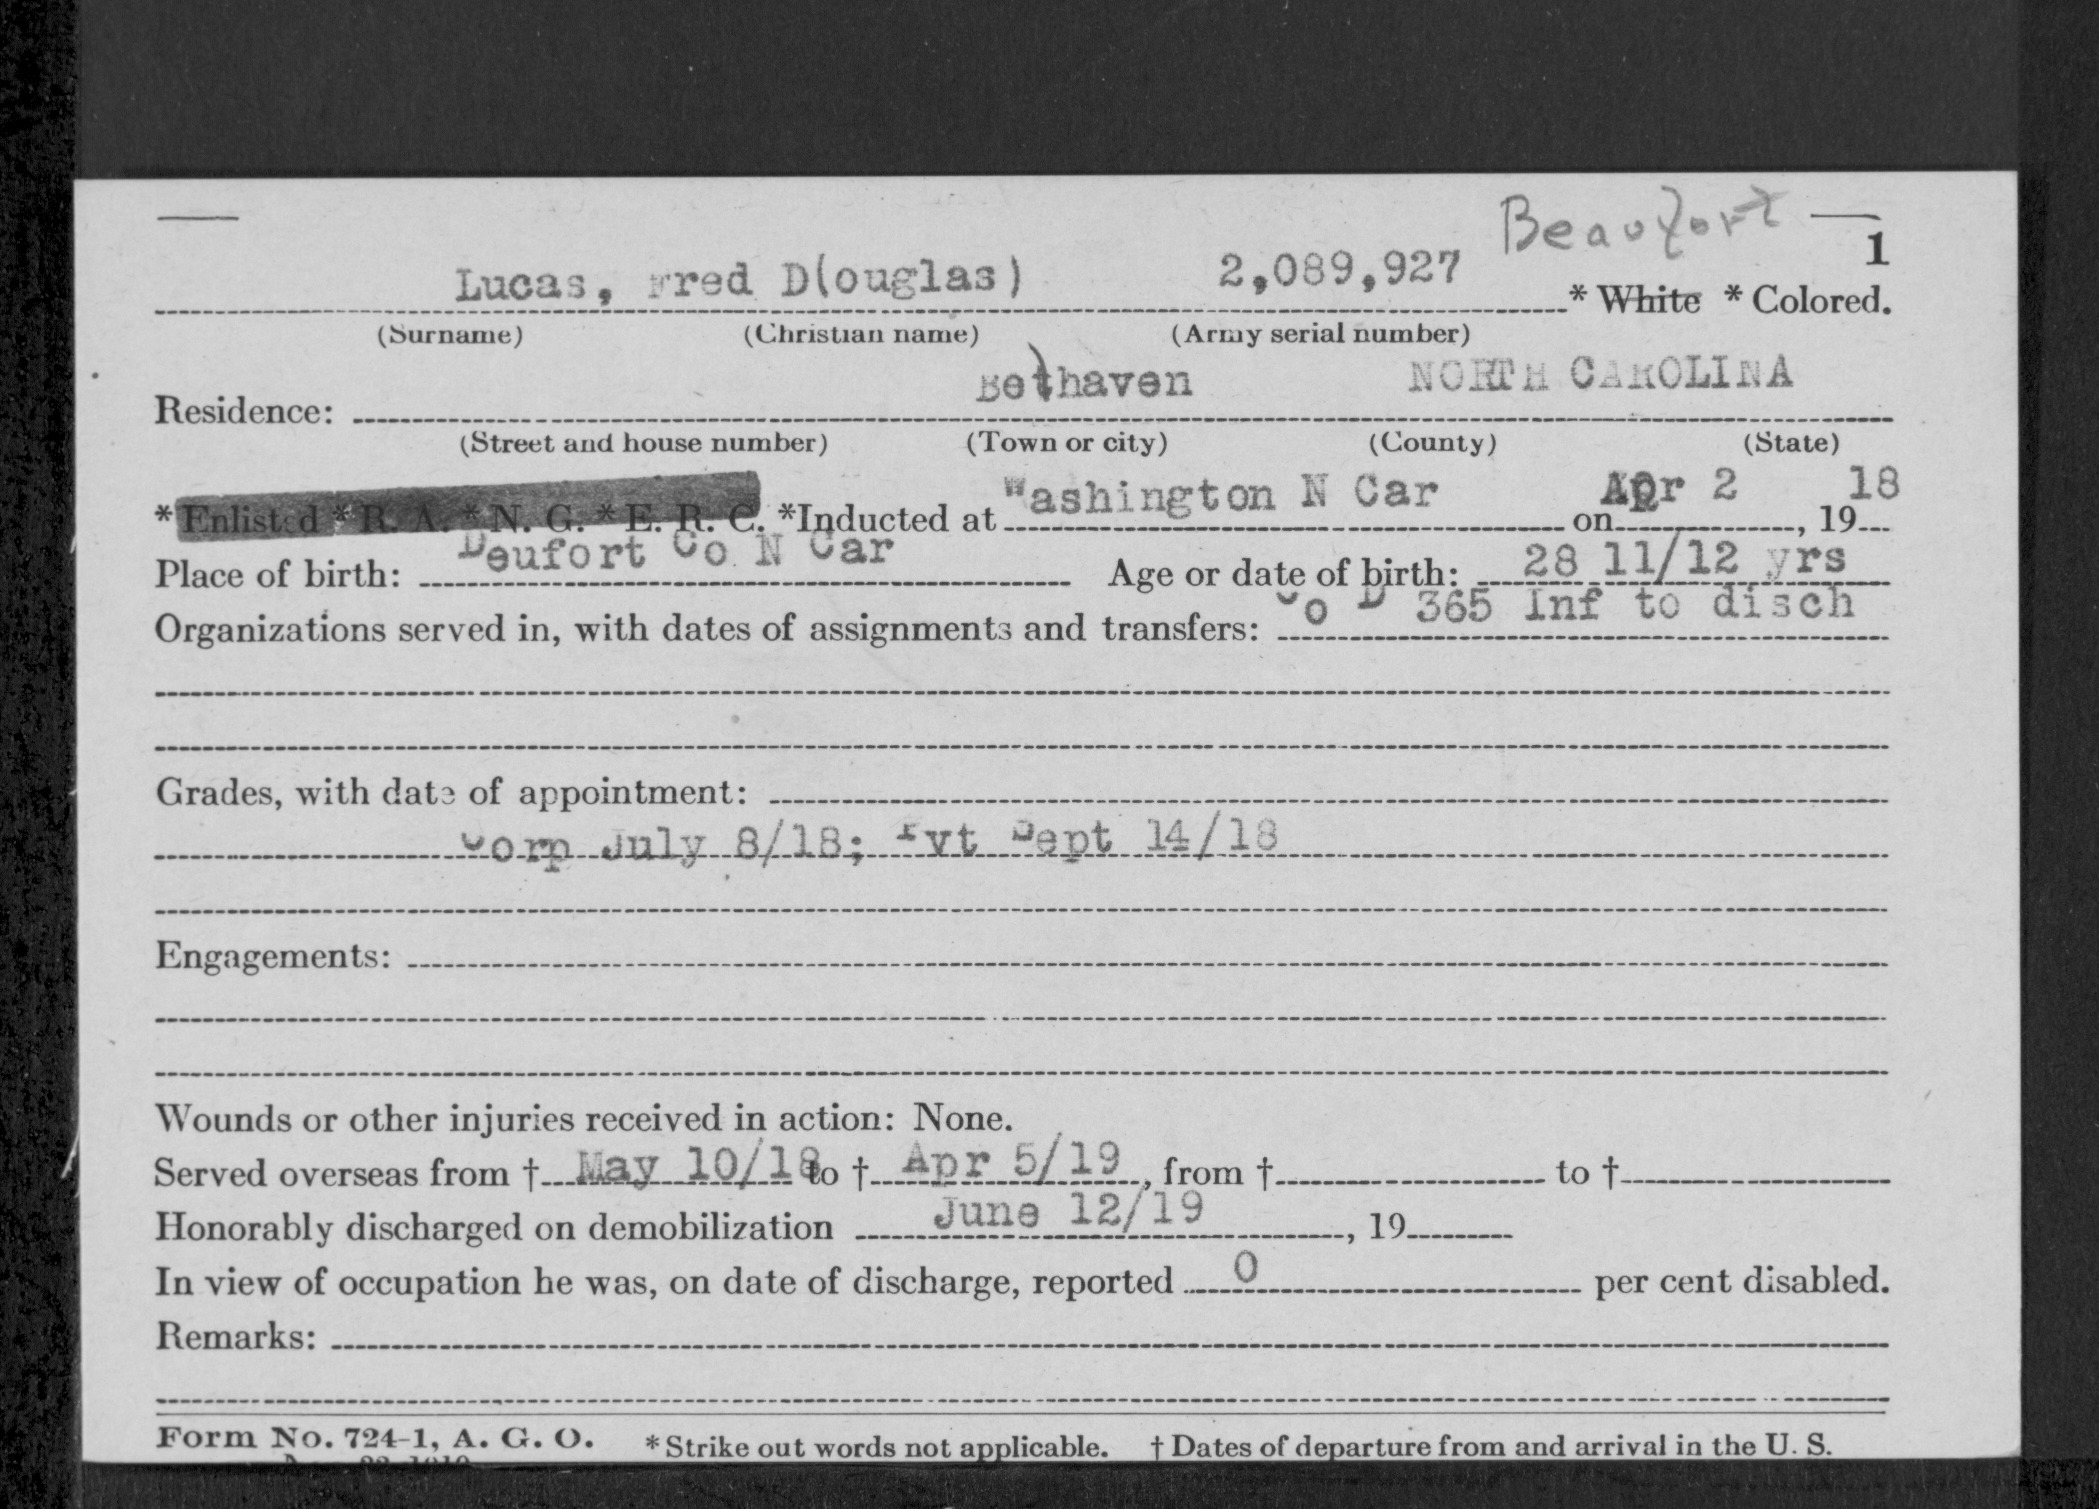 Beaufort
1
Lucas, Fred D(ouglas) 2,089,927 * White * Colored.
(Surname) (Christian name) (Army serial number)
Residence: Bethaven NORTH CAROLINA
(Street and house number) (Town or city) (County) (State)
*Enlisted *R. A. *N. G. *E. R. C. *Inducted at Washington N Car on Apr 2, 1918
Place of birth: Beufort Co N Car Age or date of birth: 28 11/12 yrs
Organizations served in, with dates of assignments and transfers: Co D 365 Inf to disch
Grades, with date of appointment:
Corp July 8/18; Pvt Sept 14/18
Engagements:
Wounds or other injuries received in action: None.
Served overseas from † May 10/18 to † Apr 5/19, from † to †
Honorably discharged on demobilization June 12/19, 19
In view of occupation he was, on date of discharge, reported 0 per cent disabled.
Remarks:
Form No. 724-1, A. G. O. *Strike out words not applicable. † Dates of departure from and arrival in the U. S.